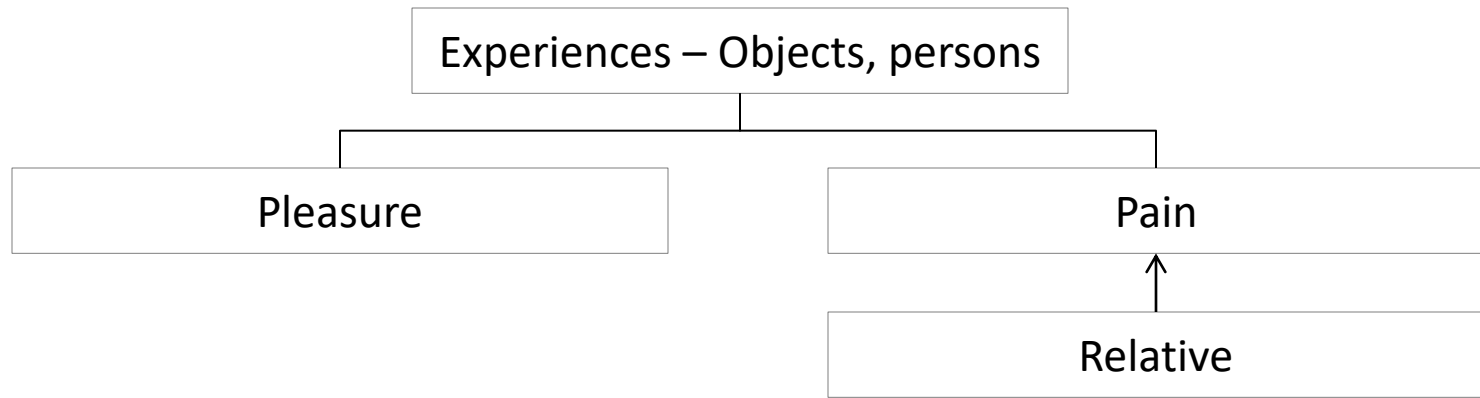 Experiences – Objects, persons
Pleasure
Pain
Relative